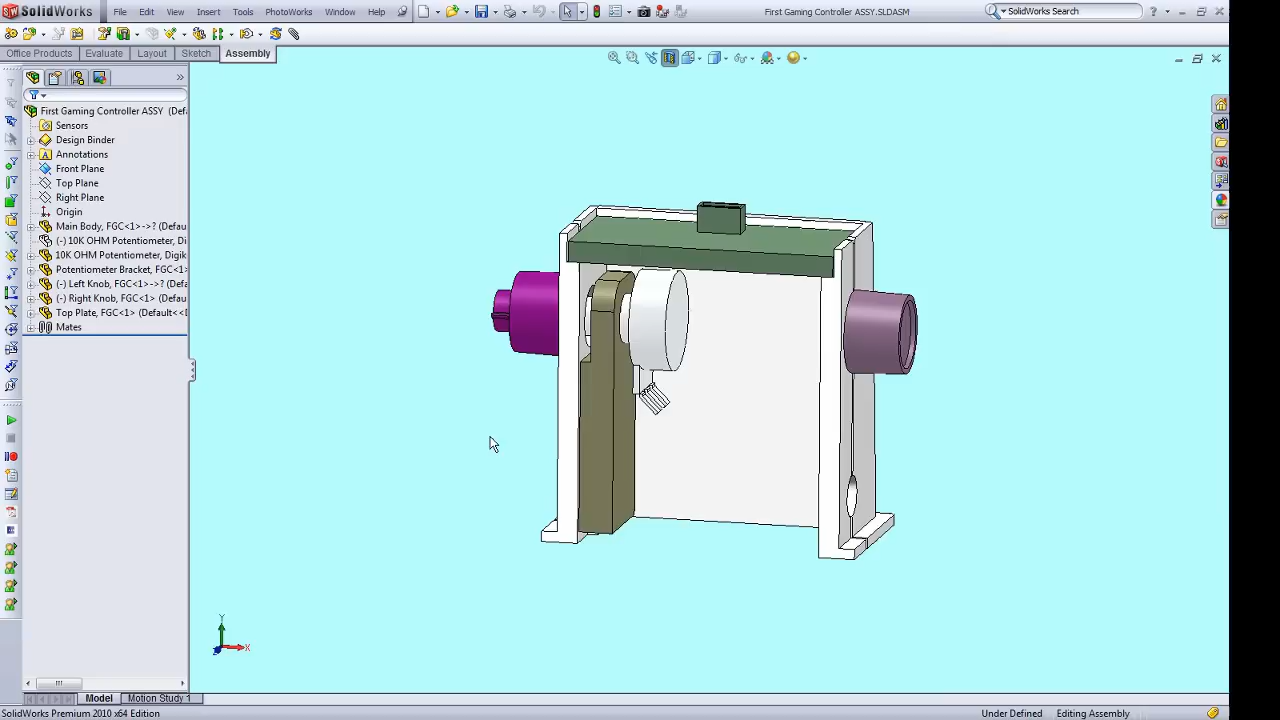 SolidWorks File Edit View Insert Tools PhotoWorks Window Help First Gaming Controller ASSY.SLDASM SolidWorks Search ?
Office Products Evaluate Layout Sketch Assembly
First Gaming Controller ASSY (Def
Sensors
Design Binder
Annotations
Front Plane
Top Plane
Right Plane
Origin
Main Body, FGC<1>->? (Defau
(-) 10K OHM Potentiometer, Di
10K OHM Potentiometer, Digik
Potentiometer Bracket, FGC<1>
(-) Left Knob, FGC<1>->? (Defau
(-) Right Knob, FGC<1> (Defau
Top Plate, FGC<1> (Default<<D
Mates
Y
X
Z
Model Motion Study 1
SolidWorks Premium 2010 x64 Edition Under Defined Editing Assembly